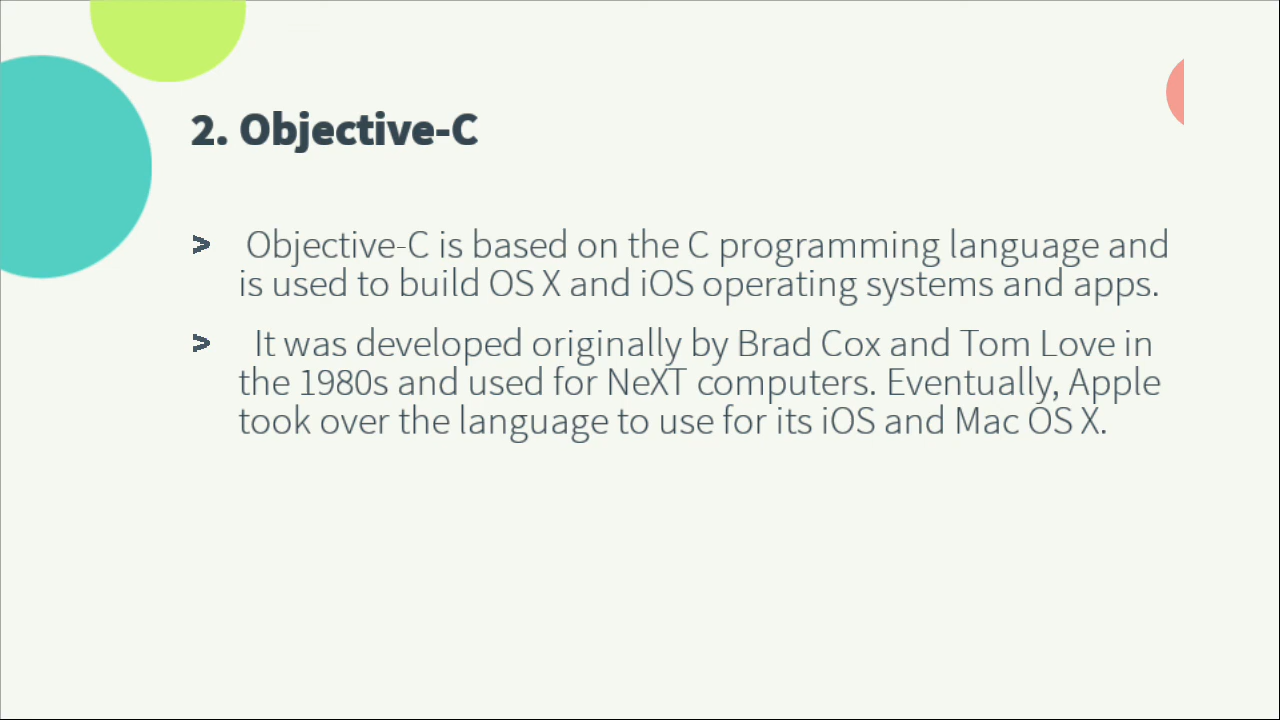 2. Objective-C
> Objective-C is based on the C programming language and
is used to build OS X and iOS operating systems and apps.
> It was developed originally by Brad Cox and Tom Love in
the 1980s and used for NeXT computers. Eventually, Apple
took over the language to use for its iOS and Mac OS X.